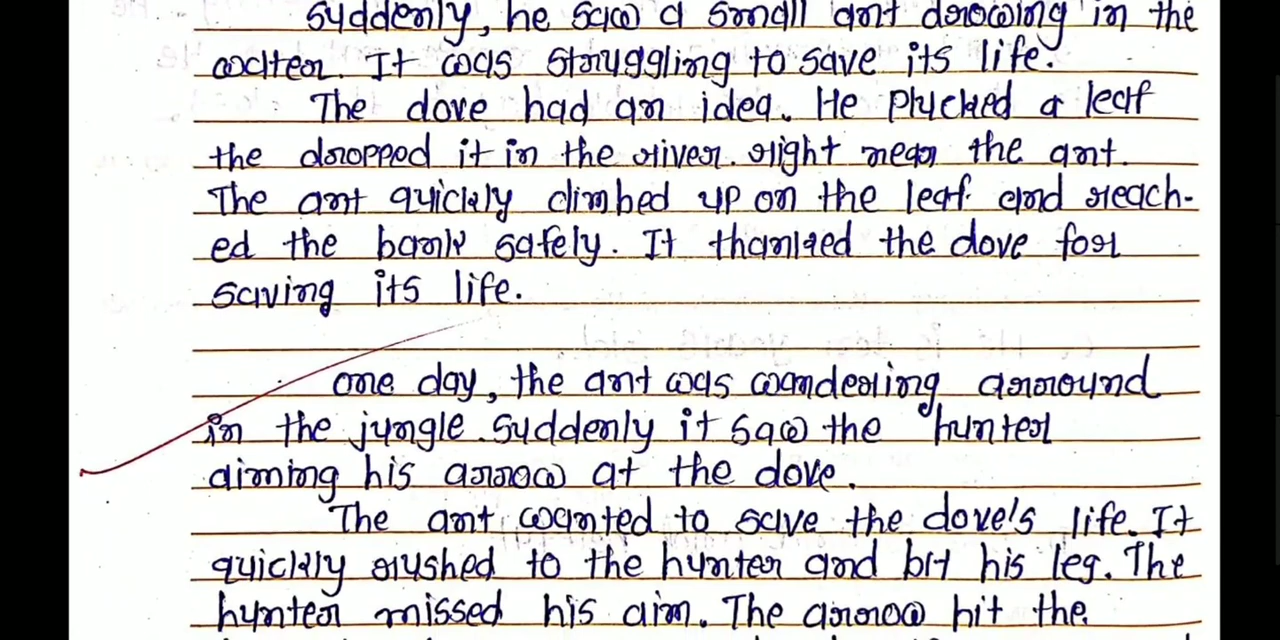 suddenly, he saw a small ant drowing in the
water. It was struggling to save its life.
The dove had an idea. He plucked a leaf
the dropped it in the river. right near the ant.
The ant quickly climbed up on the leaf and reach-
ed the bank safely. It thanked the dove for
saving its life.
one day, the ant was wandering arround
in the jungle. suddenly it saw the hunter
aiming his arrow at the dove.
The ant wanted to save the dove's life. It
quickly rushed to the hunter and bit his leg. The
hunter missed his aim. The arrow hit the